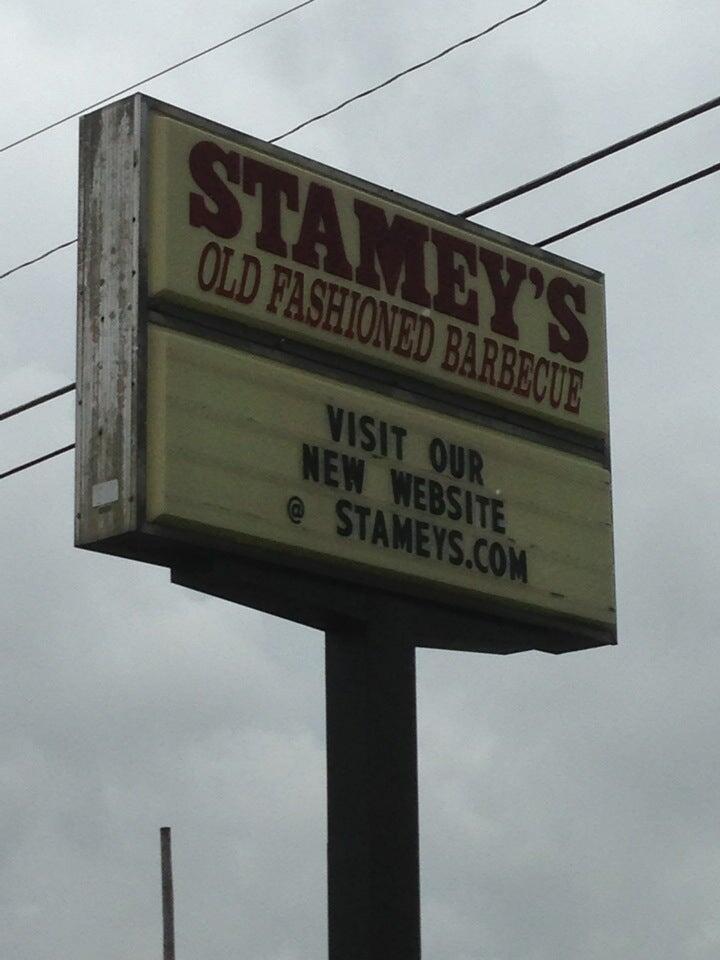 STAMEY'S
OLD FASHIONED BARBECUE
VISIT OUR
NEW WEBSITE
@ STAMEYS.COM